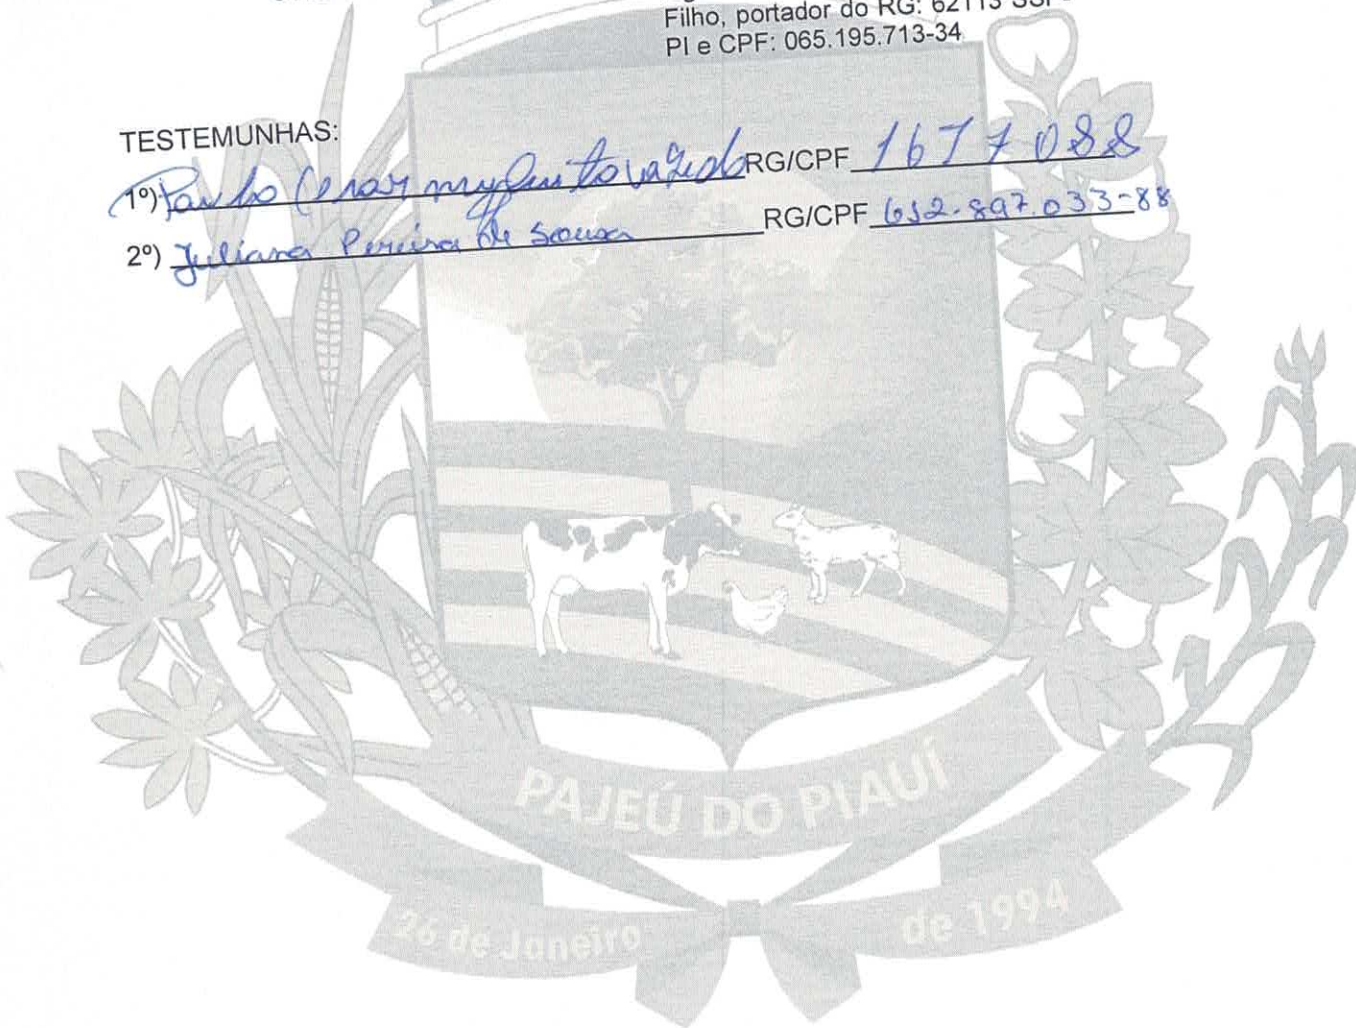 Filho, portador do RG: 62113
PI e CPF: 065.195.713-34
TESTEMUNHAS:
1º) Paulo Cesar RG/CPF 1677088
2º) Juliana Pereira de Sousa RG/CPF 652.897.033-88
PAJEÚ DO PIAUÍ
26 de Janeiro de 1994